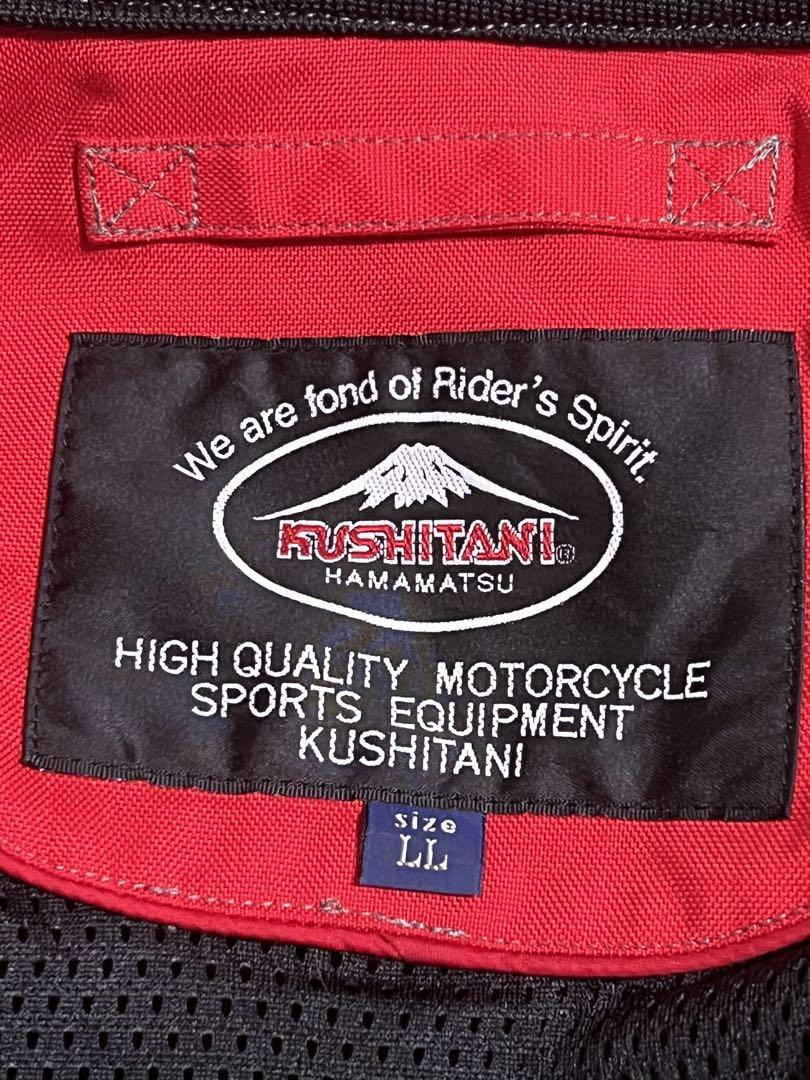 We are fond of Rider's Spirit.
KUSHITANI®
HAMAMATSU
HIGH QUALITY MOTORCYCLE
SPORTS EQUIPMENT
KUSHITANI
size
LL